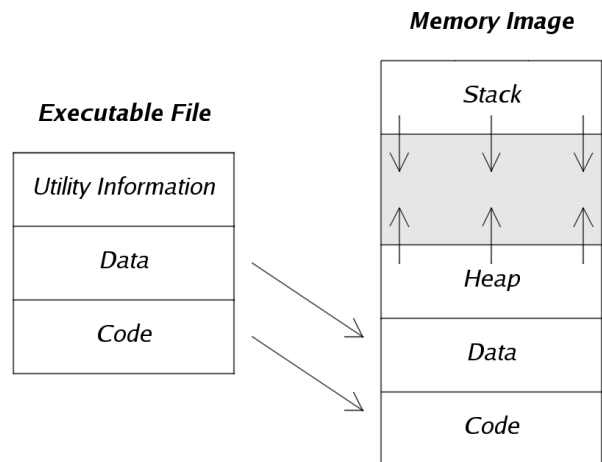 Memory Image
Stack
Executable File
Utility Information
Data
Code
Heap
Data
Code